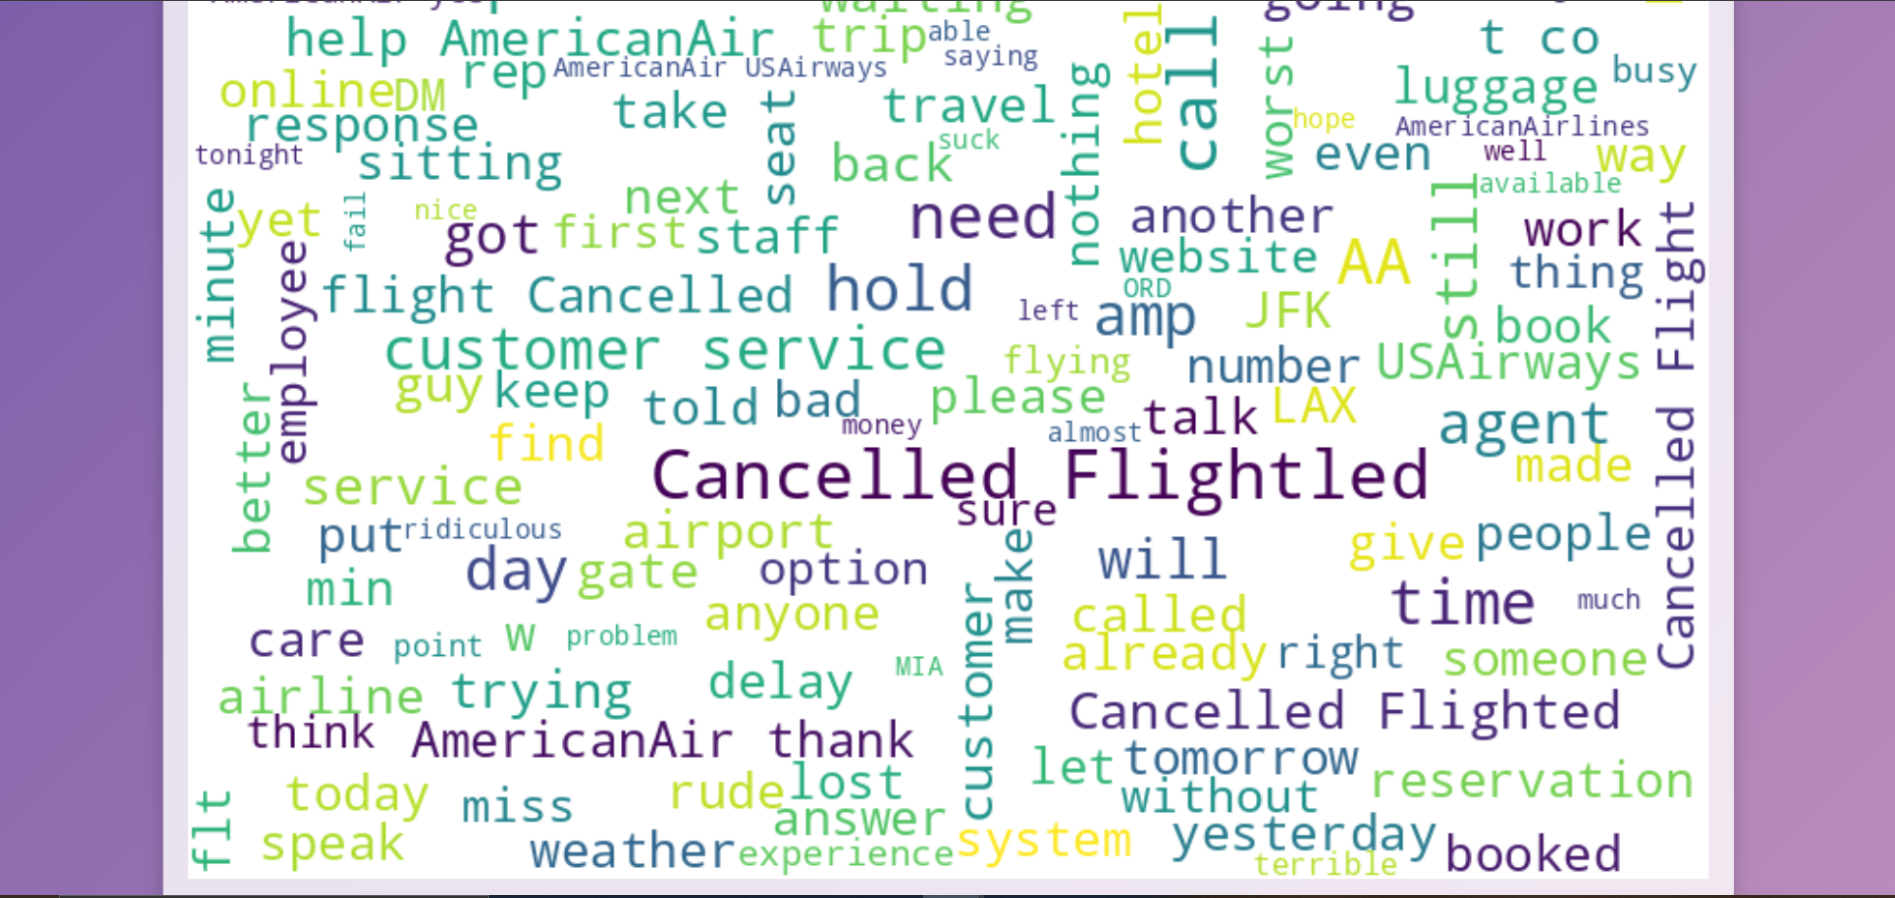 AmericanAir yes
waiting
going
help AmericanAir
trip
able
saying
hotel
call
worst
t co
busy
online
DM
rep
AmericanAir USAirways
take
seat
travel
nothing
luggage
hope
AmericanAirlines
response
tonight
sitting
suck
back
even
well
way
available
minute
yet
fail
nice
next
got
first
staff
need
another
still
work
employee
website
AA
thing
Cancelled Flight
flight Cancelled
hold
left
ORD
amp
JFK
book
customer service
flying
number
USAirways
guy
keep
told
bad
money
please
almost
talk
LAX
agent
better
find
made
service
Cancelled Flightled
sure
put
ridiculous
airport
make
will
give
people
min
day
gate
option
time
much
anyone
customer
called
care
point
W
problem
MIA
already
right
someone
airline
trying
delay
think
AmericanAir thank
Cancelled Flighted
let
tomorrow
reservation
today
miss
rude
lost
without
flt
speak
answer
weather
experience
system
yesterday
terrible
booked